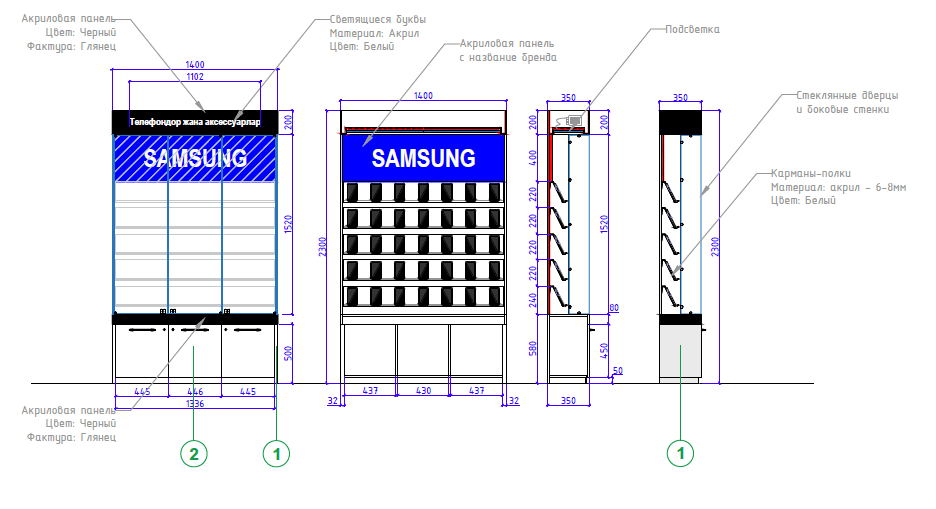 Акриловая панель
Цвет: Черный
Фактура: Глянец
Светящиеся буквы
Материал: Акрил
Цвет: Белый
Акриловая панель
с название бренда
Подсветка
Стеклянные дверцы
и боковые стенки
Карманы-полки
Материал: акрил - 6-8мм
Цвет: Белый
1400
1102
Телефондор жана аксессуарлар
200
SAMSUNG
1520
500
445
446
445
1336
Акриловая панель
Цвет: Черный
Фактура: Глянец
2
1
1400
SAMSUNG
2300
437
430
437
32
32
350
200
400
220
220
220
220
240
580
200
1520
80
450
50
350
350
2300
1